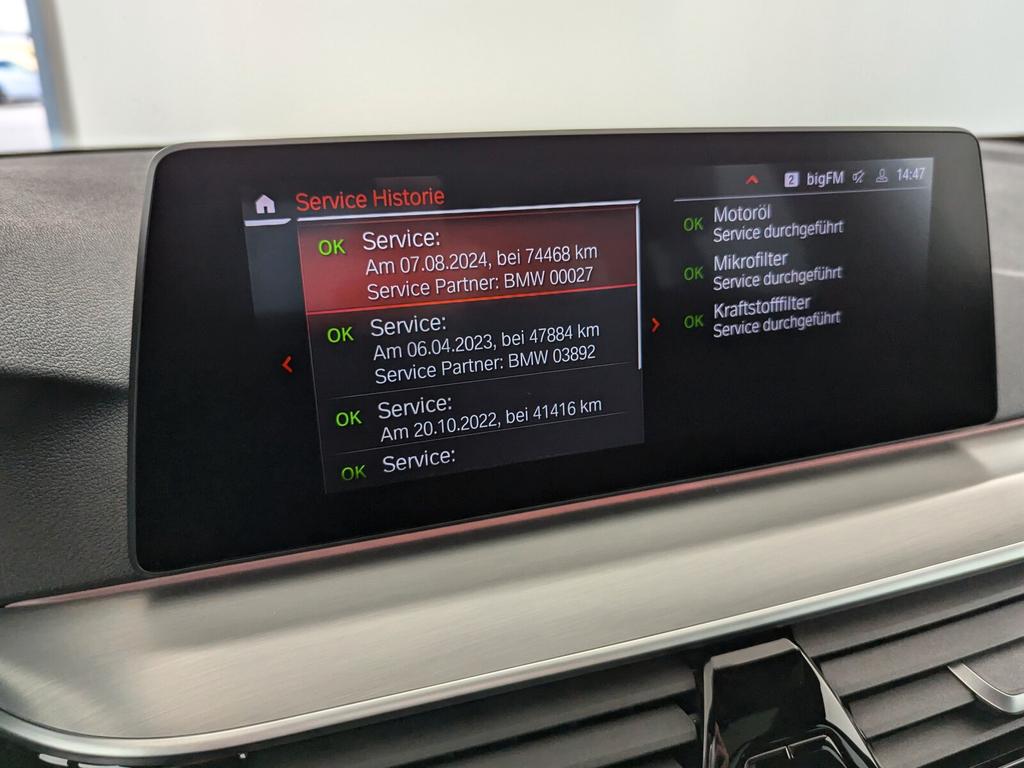 Service Historie
2 bigFM 14:47
OK Service:
Am 07.08.2024, bei 74468 km
Service Partner: BMW 00027
OK Service:
Am 06.04.2023, bei 47884 km
Service Partner: BMW 03892
OK Service:
Am 20.10.2022, bei 41416 km
OK Service:
OK Motoröl
Service durchgeführt
OK Mikrofilter
Service durchgeführt
OK Kraftstofffilter
Service durchgeführt